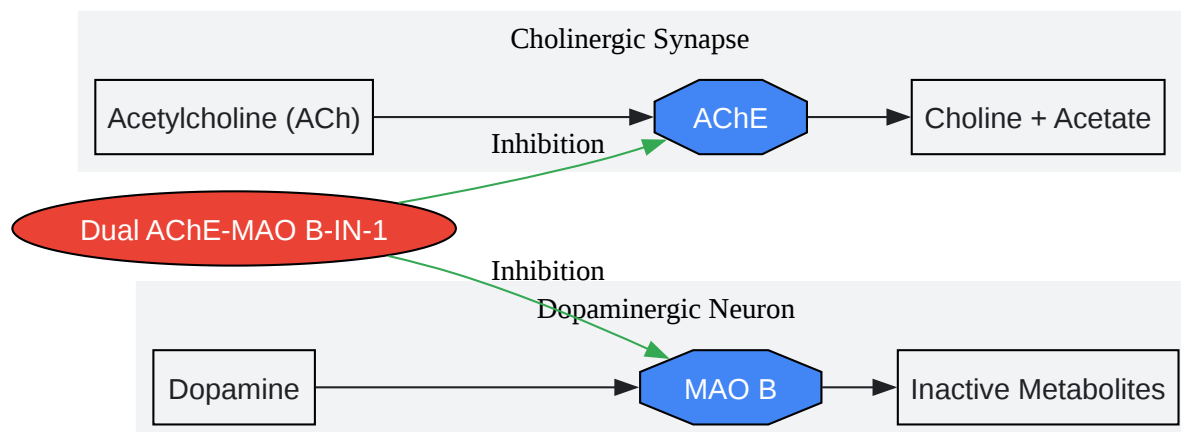 Cholinergic Synapse
Acetylcholine (ACh)
AChE
Choline + Acetate
Inhibition
Dual AChE-MAO B-IN-1
Inhibition
Dopaminergic Neuron
Dopamine
MAO B
Inactive Metabolites